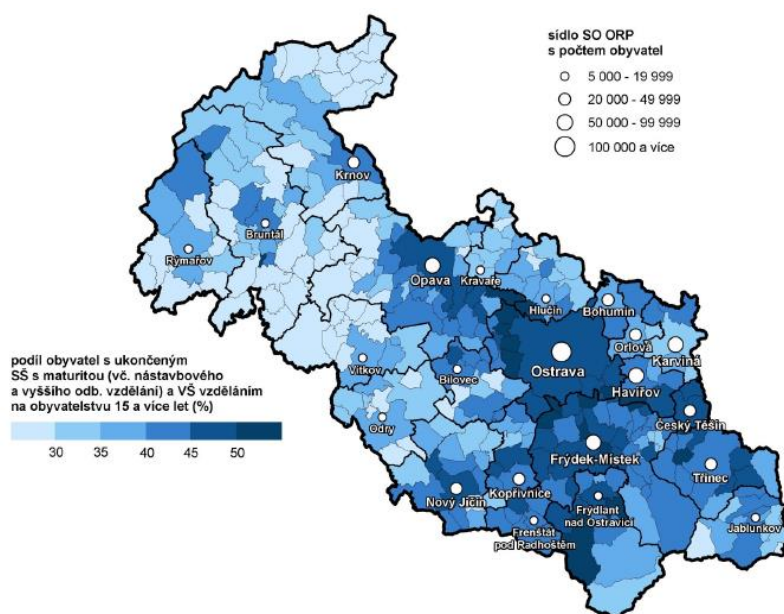 sídlo SO ORP
s počtem obyvatel
5 000 - 19 999
20 000 - 49 999
50 000 - 99 999
100 000 a více
Krnov
Bruntál
Rýmařov
Opava
Kravaře
Hlučín
Bohumín
Orlová
Karviná
Ostrava
Havířov
Vítkov
Bílovec
Český Těšín
Odry
Frýdek-Místek
Třinec
Nový Jičín
Kopřivnice
Frýdlant
nad Ostravicí
Frenštát
pod Radhoštěm
Jablunkov
podíl obyvatel s ukončeným
SŠ s maturitou (vč. nástavbového
a vyššího odb. vzdělání) a VŠ vzděláním
na obyvatelstvu 15 a více let (%)
30 35 40 45 50